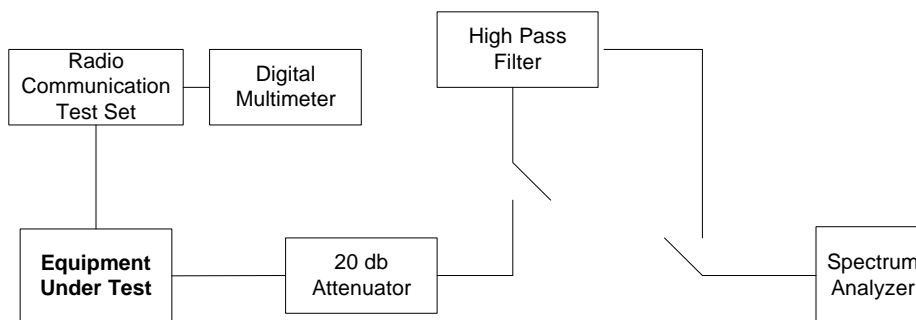 High Pass
Filter
Radio
Communication
Test Set
Digital
Multimeter
Equipment
Under Test
20 db
Attenuator
Spectrum
Analyzer